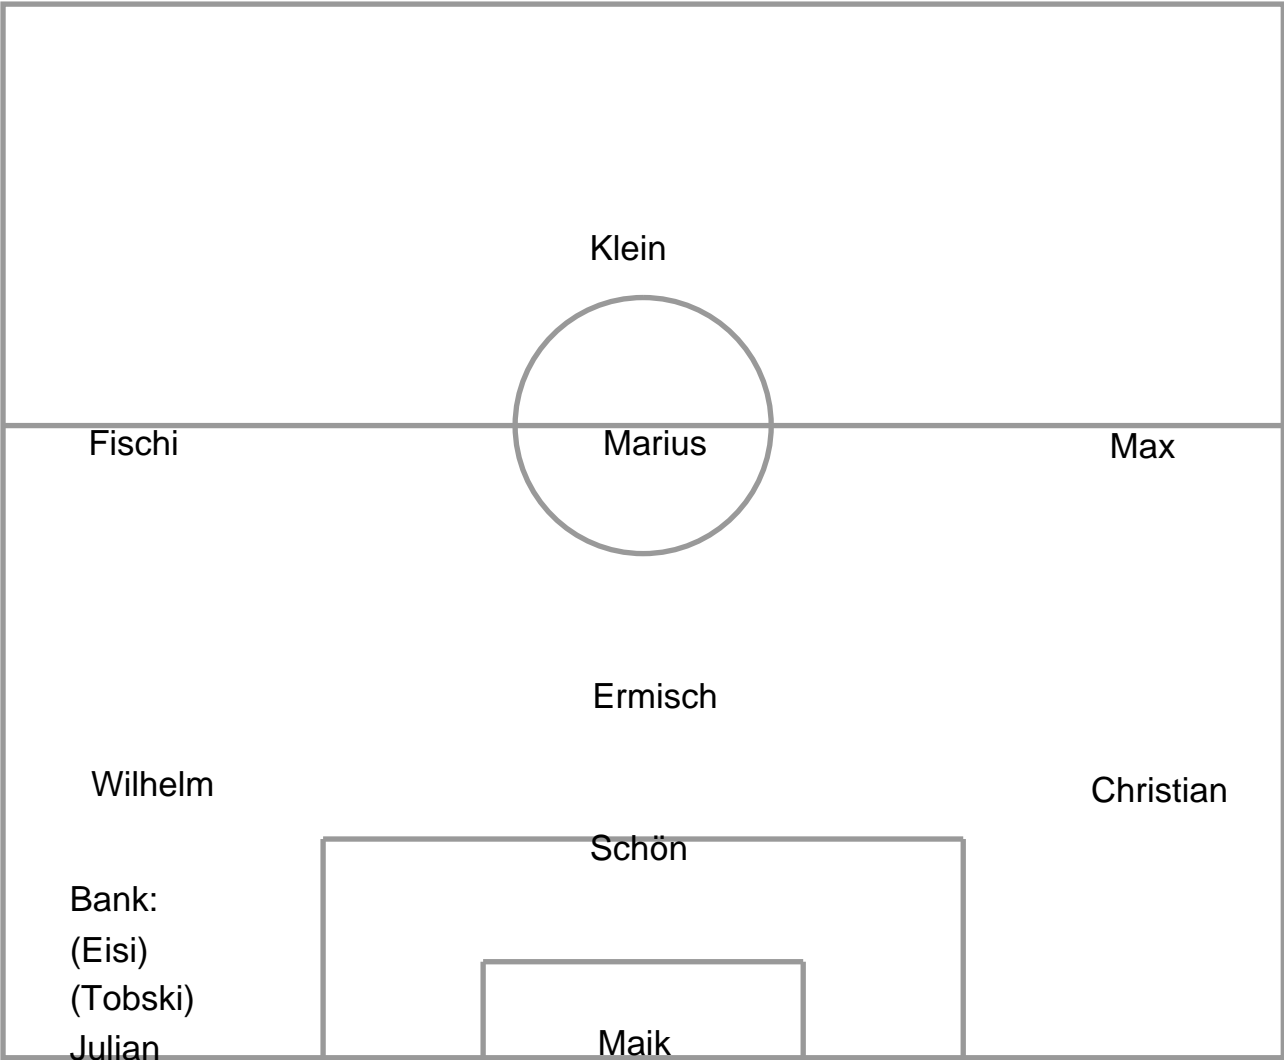 Klein
Fischi Marius Max
Ermisch
Wilhelm Christian
Schön
Bank:
(Eisi)
(Tobski)
Julian
Maik